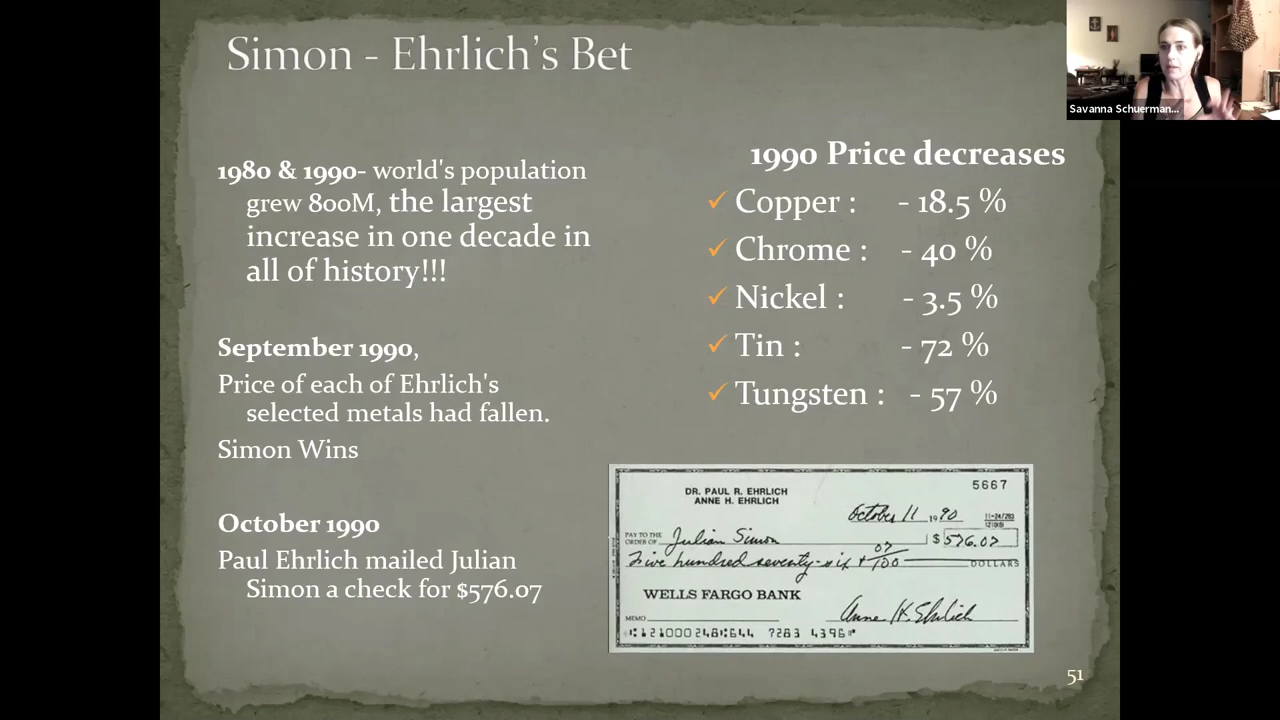 Simon - Ehrlich's Bet
Savanna Schuerman...
1980 & 1990- world's population
grew 800M, the largest
increase in one decade in
all of history!!!
September 1990,
Price of each of Ehrlich's
selected metals had fallen.
Simon Wins
October 1990
Paul Ehrlich mailed Julian
Simon a check for $576.07
1990 Price decreases
Copper : - 18.5 %
Chrome : - 40 %
Nickel : - 3.5 %
Tin : - 72 %
Tungsten : - 57 %
5667
DR. PAUL R. EHRLICH
ANNE H. EHRLICH
October 11 1990
PAY TO THE
ORDER OF Julian Simon $ 576.07
Five hundred seventy-six + 07/100 DOLLARS
WELLS FARGO BANK
MEMO Anne H. Ehrlich
7283 4396
51